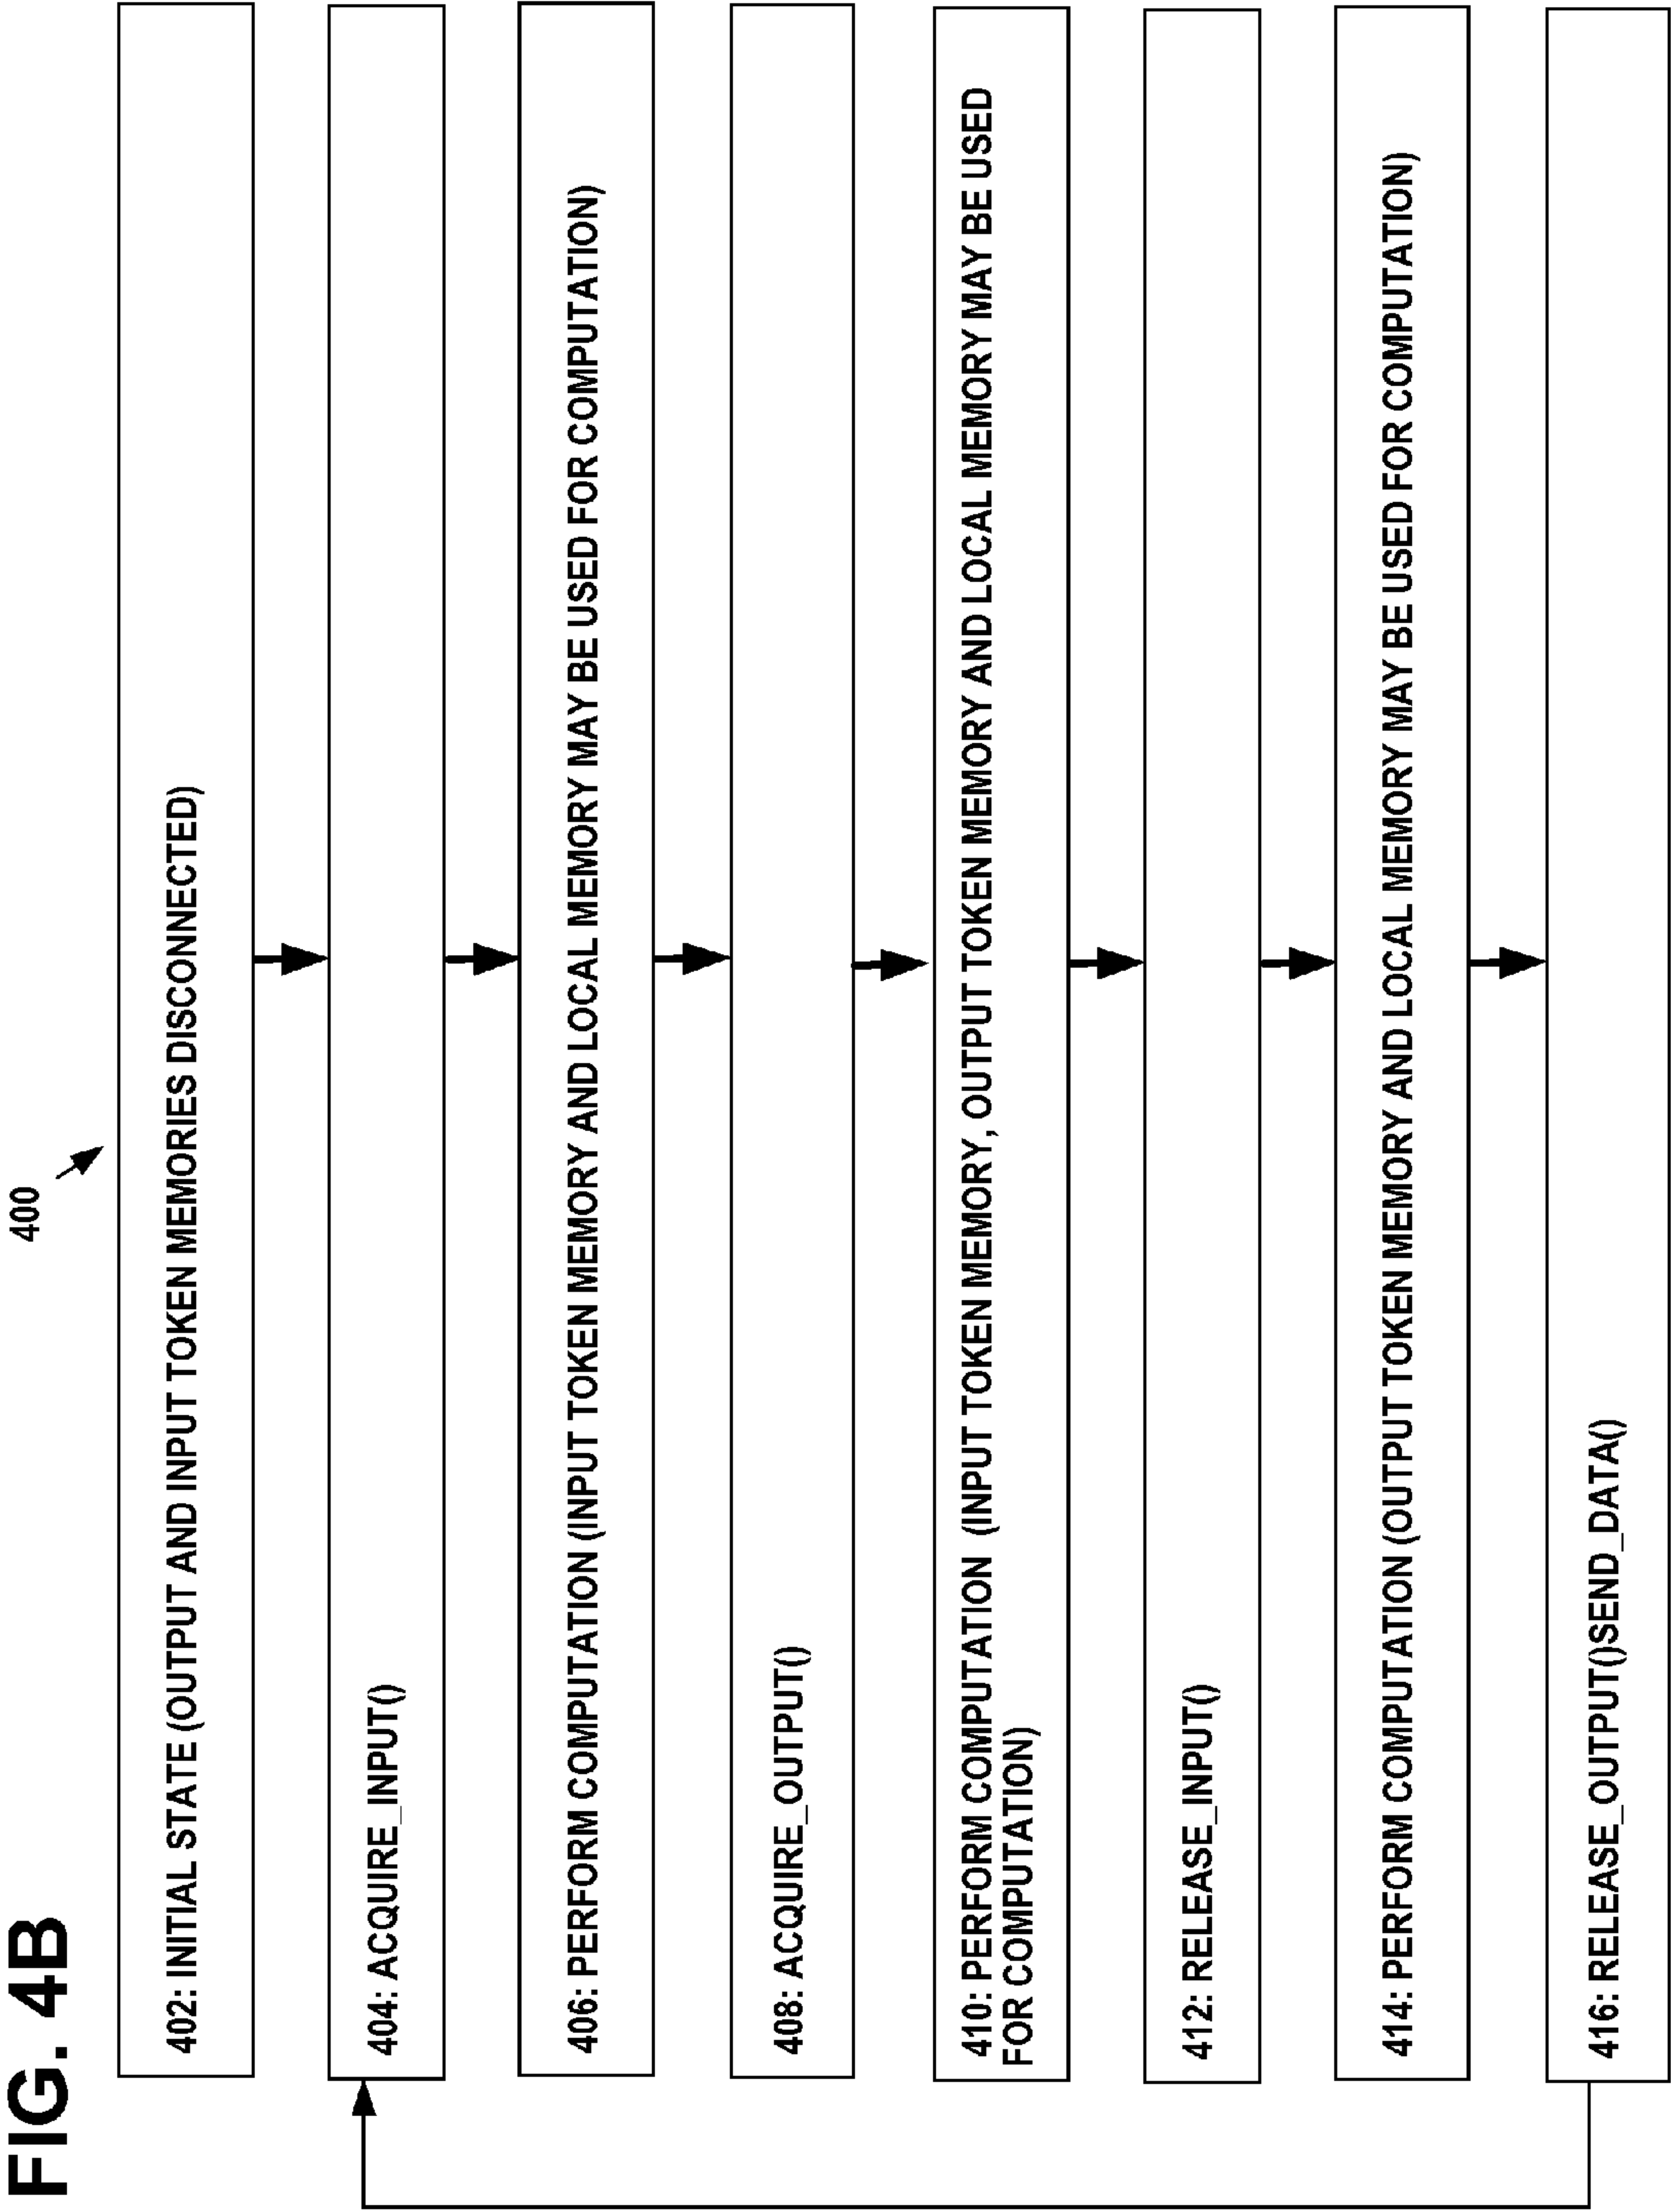 FIG. 4B
400
402: INITIAL STATE (OUTPUT AND INPUT TOKEN MEMORIES DISCONNECTED)
404: ACQUIRE_INPUT()
406: PERFORM COMPUTATION (INPUT TOKEN MEMORY AND LOCAL MEMORY MAY BE USED FOR COMPUTATION)
408: ACQUIRE_OUTPUT()
410: PERFORM COMPUTATION (INPUT TOKEN MEMORY, OUTPUT TOKEN MEMORY AND LOCAL MEMORY MAY BE USED
FOR COMPUTATION)
412: RELEASE_INPUT()
414: PERFORM COMPUTATION (OUTPUT TOKEN MEMORY AND LOCAL MEMORY MAY BE USED FOR COMPUTATION)
416: RELEASE_OUTPUT()SEND_DATA()